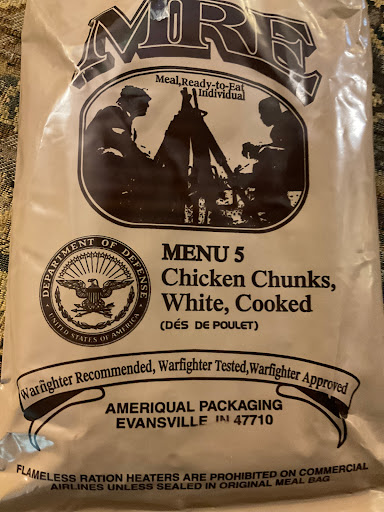 MRE
Meal, Ready-to-Eat
Individual
MENU 5
Chicken Chunks,
White, Cooked
(DÉS DE POULET)
DEPARTMENT OF DEFENSE
UNITED STATES OF AMERICA
Warfighter Recommended, Warfighter Tested, Warfighter Approved
AMERIQUAL PACKAGING
EVANSVILLE IN 47710
FLAMELESS RATION HEATERS ARE PROHIBITED ON COMMERCIAL
AIRLINES UNLESS SEALED IN ORIGINAL MEAL BAG